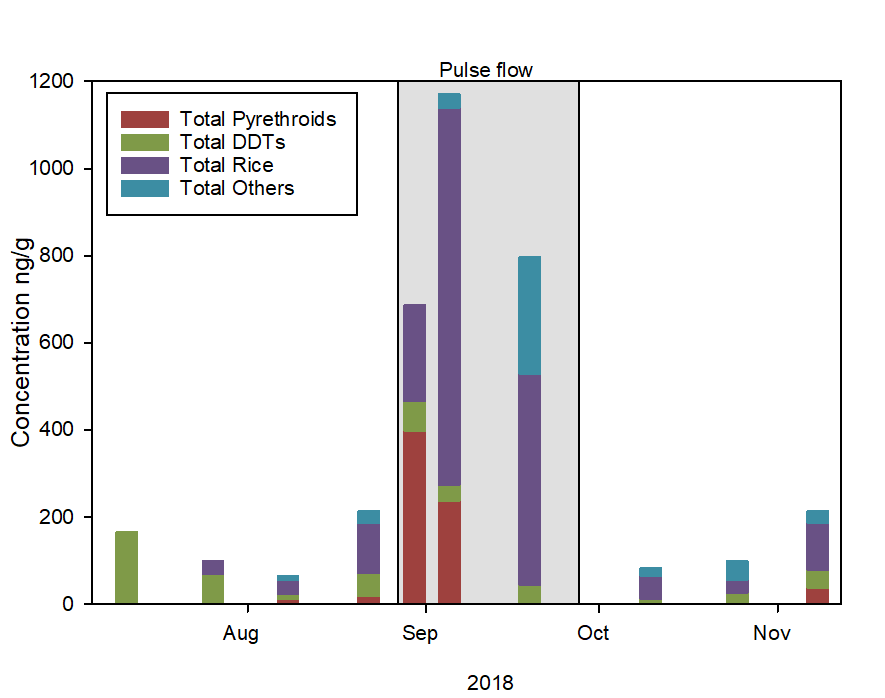 Pulse flow
1200
1000
800
600
400
200
0
Concentration ng/g
Total Pyrethroids
Total DDTs
Total Rice
Total Others
Aug
Sep
Oct
Nov
2018